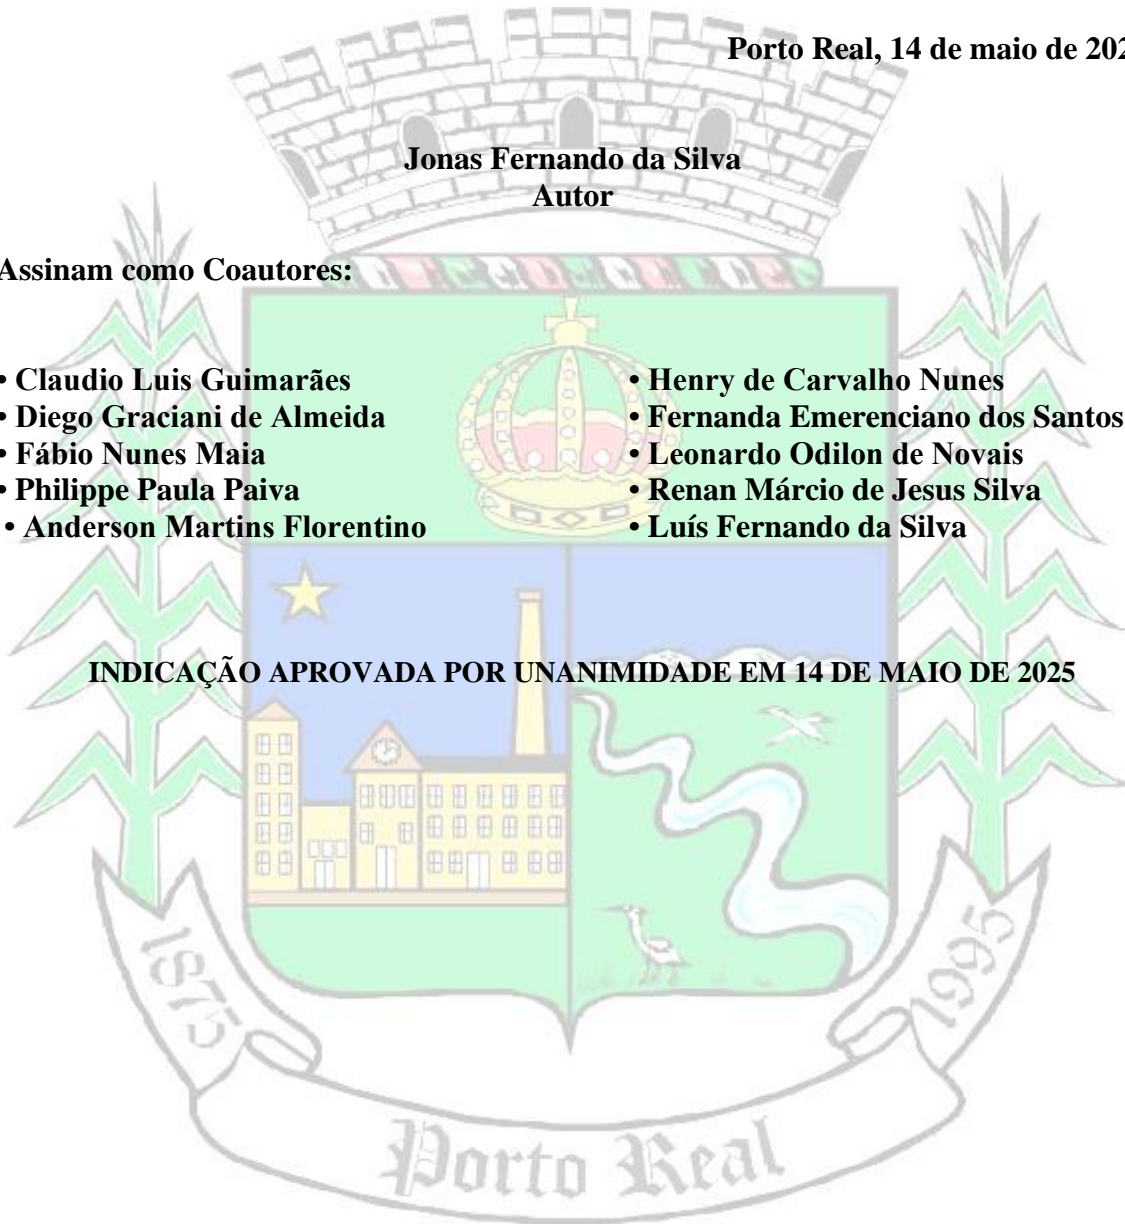 Porto Real, 14 de maio de 202
Jonas Fernando da Silva
Autor
Assinam como Coautores:
• Claudio Luis Guimarães
• Diego Graciani de Almeida
• Fábio Nunes Maia
• Philippe Paula Paiva
• Anderson Martins Florentino
• Henry de Carvalho Nunes
• Fernanda Emerenciano dos Santos
• Leonardo Odilon de Novais
• Renan Márcio de Jesus Silva
• Luís Fernando da Silva
INDICAÇÃO APROVADA POR UNANIMIDADE EM 14 DE MAIO DE 2025
1875
1995
Porto Real